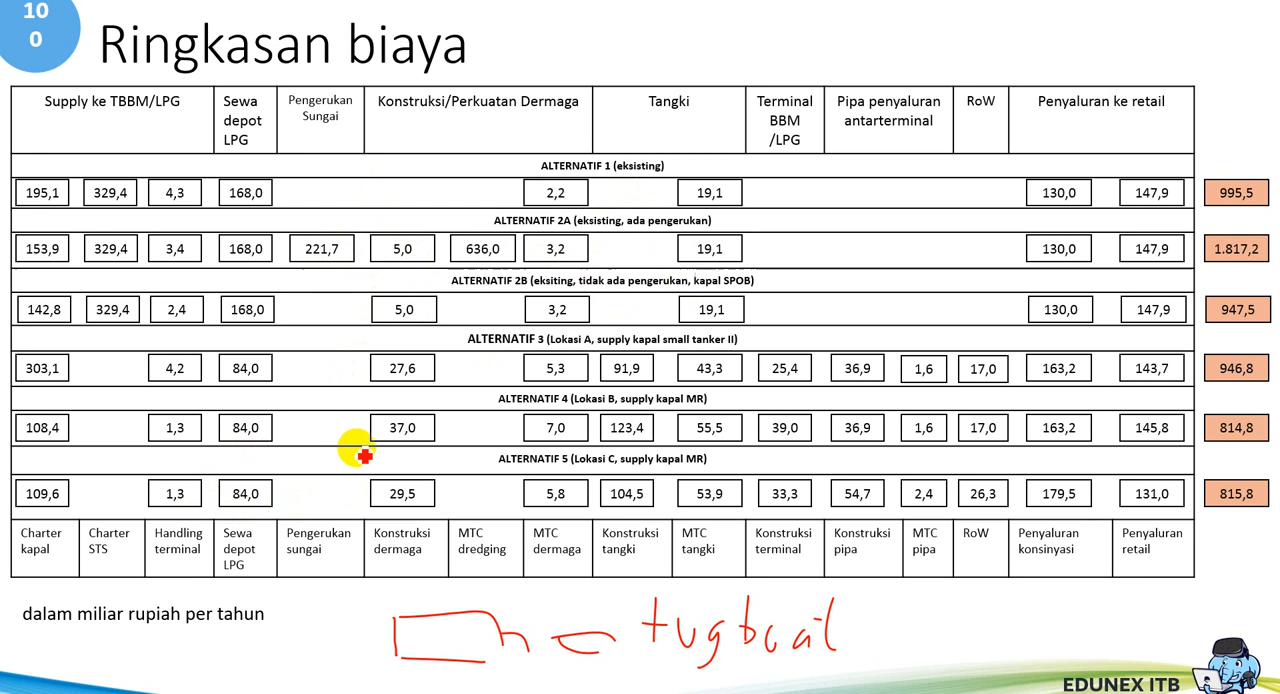 10
0
Ringkasan biaya
Supply ke TBBM/LPG
Sewa
depot
LPG
Pengerukan
Sungai
Konstruksi/Perkuatan Dermaga
Tangki
Terminal
BBM
/LPG
Pipa penyaluran
antarterminal
RoW
Penyaluran ke retail
ALTERNATIF 1 (eksisting)
195,1 329,4 4,3 168,0 2,2 19,1 130,0 147,9 995,5
ALTERNATIF 2A (eksisting, ada pengerukan)
153,9 329,4 3,4 168,0 221,7 5,0 636,0 3,2 19,1 130,0 147,9 1.817,2
ALTERNATIF 2B (eksiting, tidak ada pengerukan, kapal SPOB)
142,8 329,4 2,4 168,0 5,0 3,2 19,1 130,0 147,9 947,5
ALTERNATIF 3 (Lokasi A, supply kapal small tanker II)
303,1 4,2 84,0 27,6 5,3 91,9 43,3 25,4 36,9 1,6 17,0 163,2 143,7 946,8
ALTERNATIF 4 (Lokasi B, supply kapal MR)
108,4 1,3 84,0 37,0 7,0 123,4 55,5 39,0 36,9 1,6 17,0 163,2 145,8 814,8
ALTERNATIF 5 (Lokasi C, supply kapal MR)
109,6 1,3 84,0 29,5 5,8 104,5 53,9 33,3 54,7 2,4 26,3 179,5 131,0 815,8
Charter
kapal
Charter
STS
Handling
terminal
Sewa
depot
LPG
Pengerukan
sungai
Konstruksi
dermaga
MTC
dredging
MTC
dermaga
Konstruksi
tangki
MTC
tangki
Konstruksi
terminal
Konstruksi
pipa
MTC
pipa
RoW
Penyaluran
konsinyasi
Penyaluran
retail
dalam miliar rupiah per tahun
tugboat
EDUNEX ITB